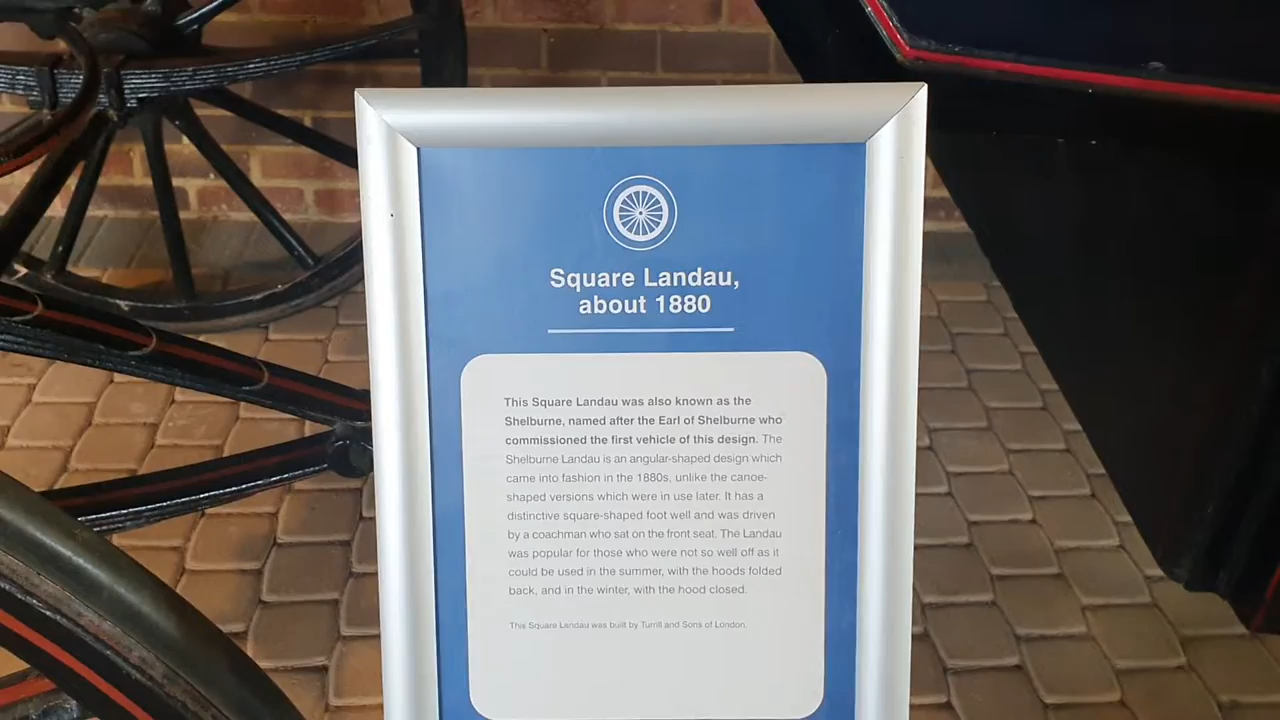 Square Landau,
about 1880
This Square Landau was also known as the
Shelburne, named after the Earl of Shelburne who
commissioned the first vehicle of this design. The
Shelburne Landau is an angular-shaped design which
came into fashion in the 1880s, unlike the canoe-
shaped versions which were in use later. It has a
distinctive square-shaped foot well and was driven
by a coachman who sat on the front seat. The Landau
was popular for those who were not so well off as it
could be used in the summer, with the hoods folded
back, and in the winter, with the hood closed.
This Square Landau was built by Turrill and Sons of London.